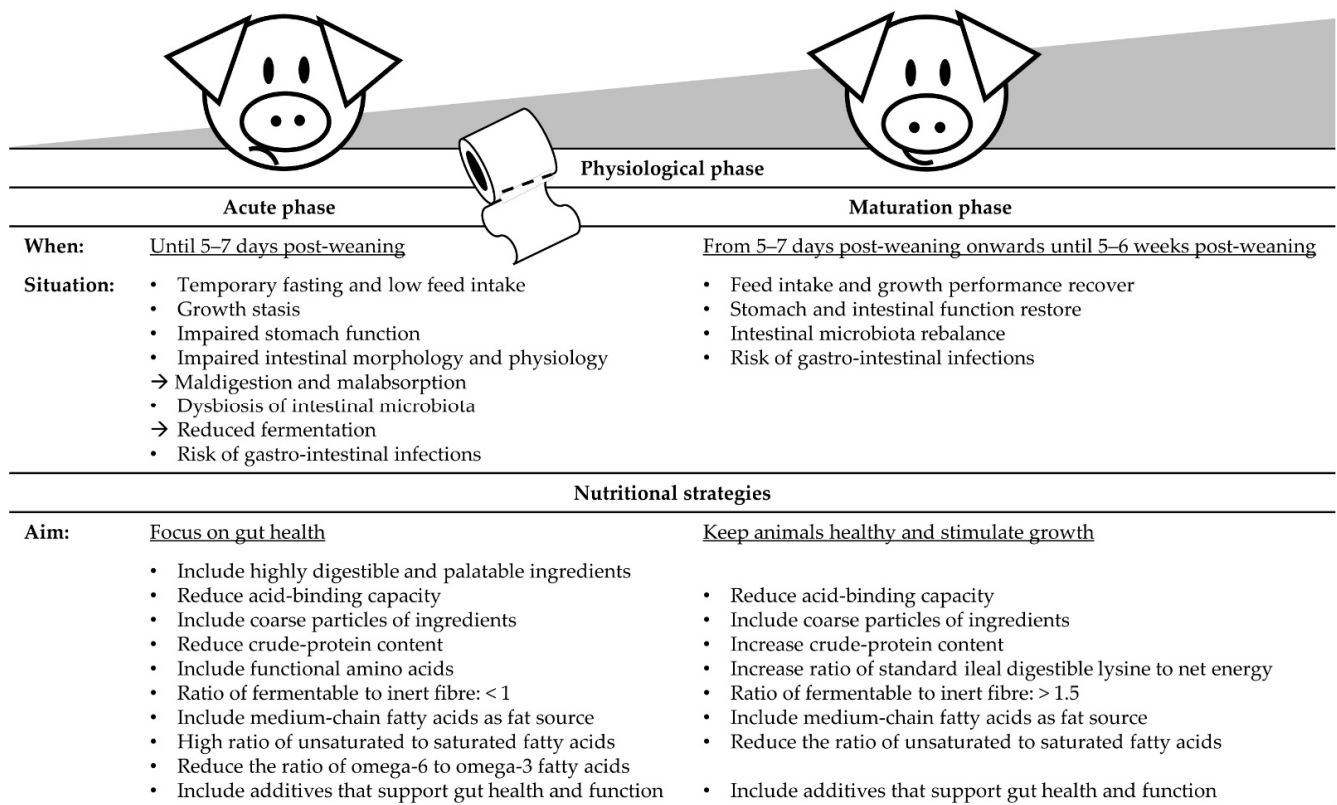 Physiological phase
Acute phase
Maturation phase
When:
Until 5–7 days post-weaning
From 5–7 days post-weaning onwards until 5–6 weeks post-weaning
Situation:
• Temporary fasting and low feed intake
• Growth stasis
• Impaired stomach function
• Impaired intestinal morphology and physiology
→ Maldigestion and malabsorption
• Dysbiosis of intestinal microbiota
→ Reduced fermentation
• Risk of gastro-intestinal infections
• Feed intake and growth performance recover
• Stomach and intestinal function restore
• Intestinal microbiota rebalance
• Risk of gastro-intestinal infections
Nutritional strategies
Aim:
Focus on gut health
• Include highly digestible and palatable ingredients
• Reduce acid-binding capacity
• Include coarse particles of ingredients
• Reduce crude-protein content
• Include functional amino acids
• Ratio of fermentable to inert fibre: < 1
• Include medium-chain fatty acids as fat source
• High ratio of unsaturated to saturated fatty acids
• Reduce the ratio of omega-6 to omega-3 fatty acids
• Include additives that support gut health and function
Keep animals healthy and stimulate growth
• Reduce acid-binding capacity
• Include coarse particles of ingredients
• Increase crude-protein content
• Increase ratio of standard ileal digestible lysine to net energy
• Ratio of fermentable to inert fibre: > 1.5
• Include medium-chain fatty acids as fat source
• Reduce the ratio of unsaturated to saturated fatty acids
• Include additives that support gut health and function